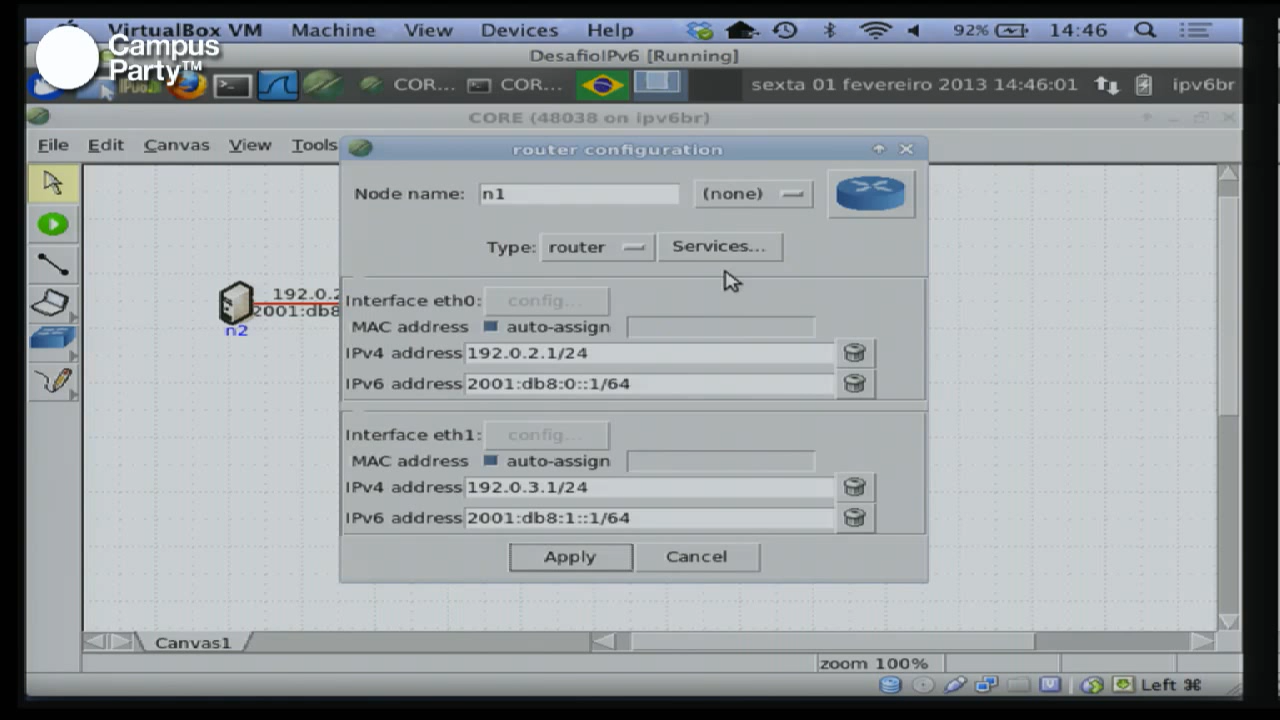 VirtualBox VM Machine View Devices Help 92% 14:46
Campus
Party™
DesafioIPv6 [Running]
COR... COR... sexta 01 fevereiro 2013 14:46:01 ipv6br
CORE (48038 on ipv6br)
File Edit Canvas View Tools
router configuration
Node name: n1 (none)
Type: router Services...
192.0.2
2001:db8
n2
Interface eth0: config...
MAC address auto-assign
IPv4 address 192.0.2.1/24
IPv6 address 2001:db8:0::1/64
Interface eth1: config...
MAC address auto-assign
IPv4 address 192.0.3.1/24
IPv6 address 2001:db8:1::1/64
Apply Cancel
Canvas1
zoom 100%
Left ⌘